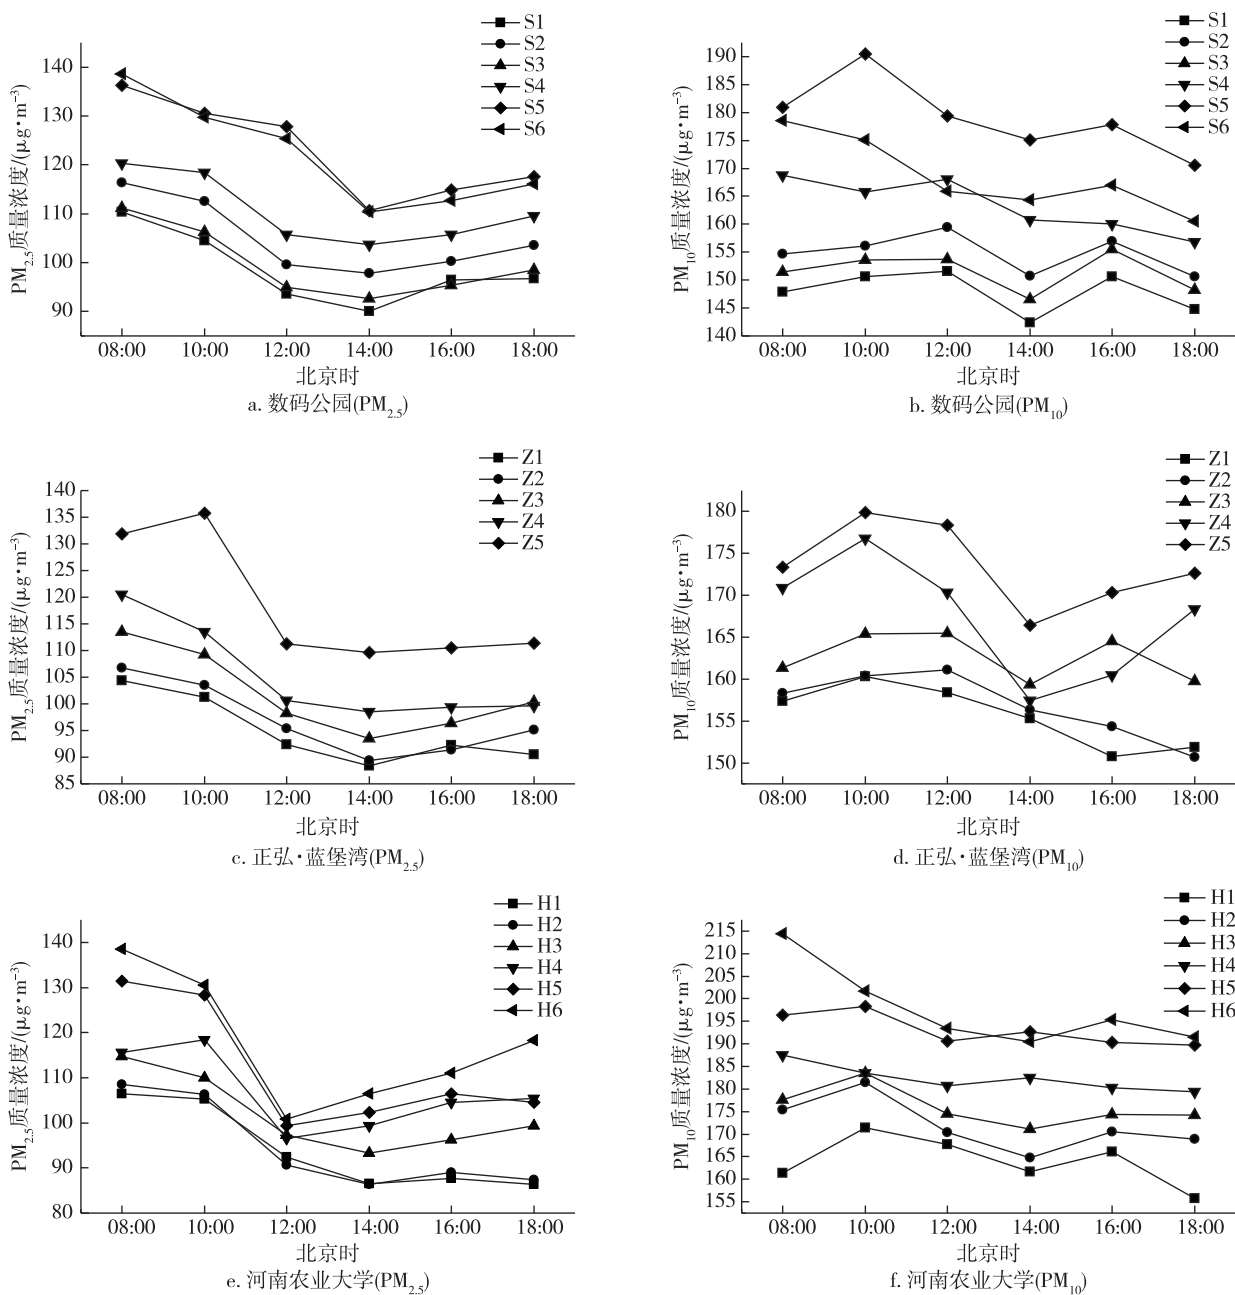 S1
S2
S3
S4
S5
S6
PM2.5质量浓度/(μg·m⁻³)
140
130
120
110
100
90
08:00 10:00 12:00 14:00 16:00 18:00
北京时
a. 数码公园(PM2.5)
S1
S2
S3
S4
S5
S6
PM10质量浓度/(μg·m⁻³)
190
185
180
175
170
165
160
155
150
145
140
08:00 10:00 12:00 14:00 16:00 18:00
北京时
b. 数码公园(PM10)
Z1
Z2
Z3
Z4
Z5
PM2.5质量浓度/(μg·m⁻³)
140
135
130
125
120
115
110
105
100
95
90
85
08:00 10:00 12:00 14:00 16:00 18:00
北京时
c. 正弘·蓝堡湾(PM2.5)
Z1
Z2
Z3
Z4
Z5
PM10质量浓度/(μg·m⁻³)
180
175
170
165
160
155
150
08:00 10:00 12:00 14:00 16:00 18:00
北京时
d. 正弘·蓝堡湾(PM10)
H1
H2
H3
H4
H5
H6
PM2.5质量浓度/(μg·m⁻³)
140
130
120
110
100
90
80
08:00 10:00 12:00 14:00 16:00 18:00
北京时
e. 河南农业大学(PM2.5)
H1
H2
H3
H4
H5
H6
PM10质量浓度/(μg·m⁻³)
215
210
205
200
195
190
185
180
175
170
165
160
155
08:00 10:00 12:00 14:00 16:00 18:00
北京时
f. 河南农业大学(PM10)